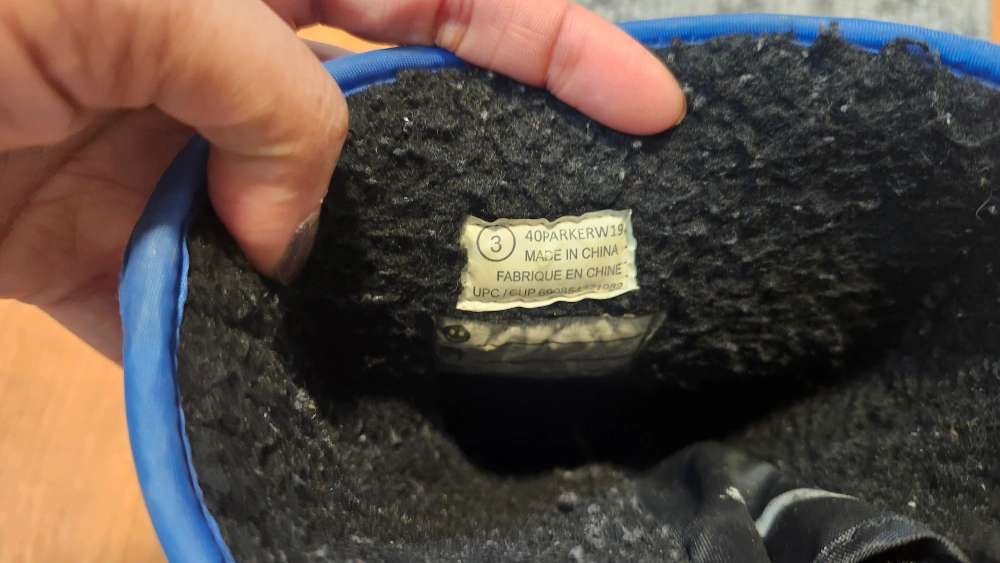 3 40PARKERW19
MADE IN CHINA
FABRIQUE EN CHINE
UPC / CUP